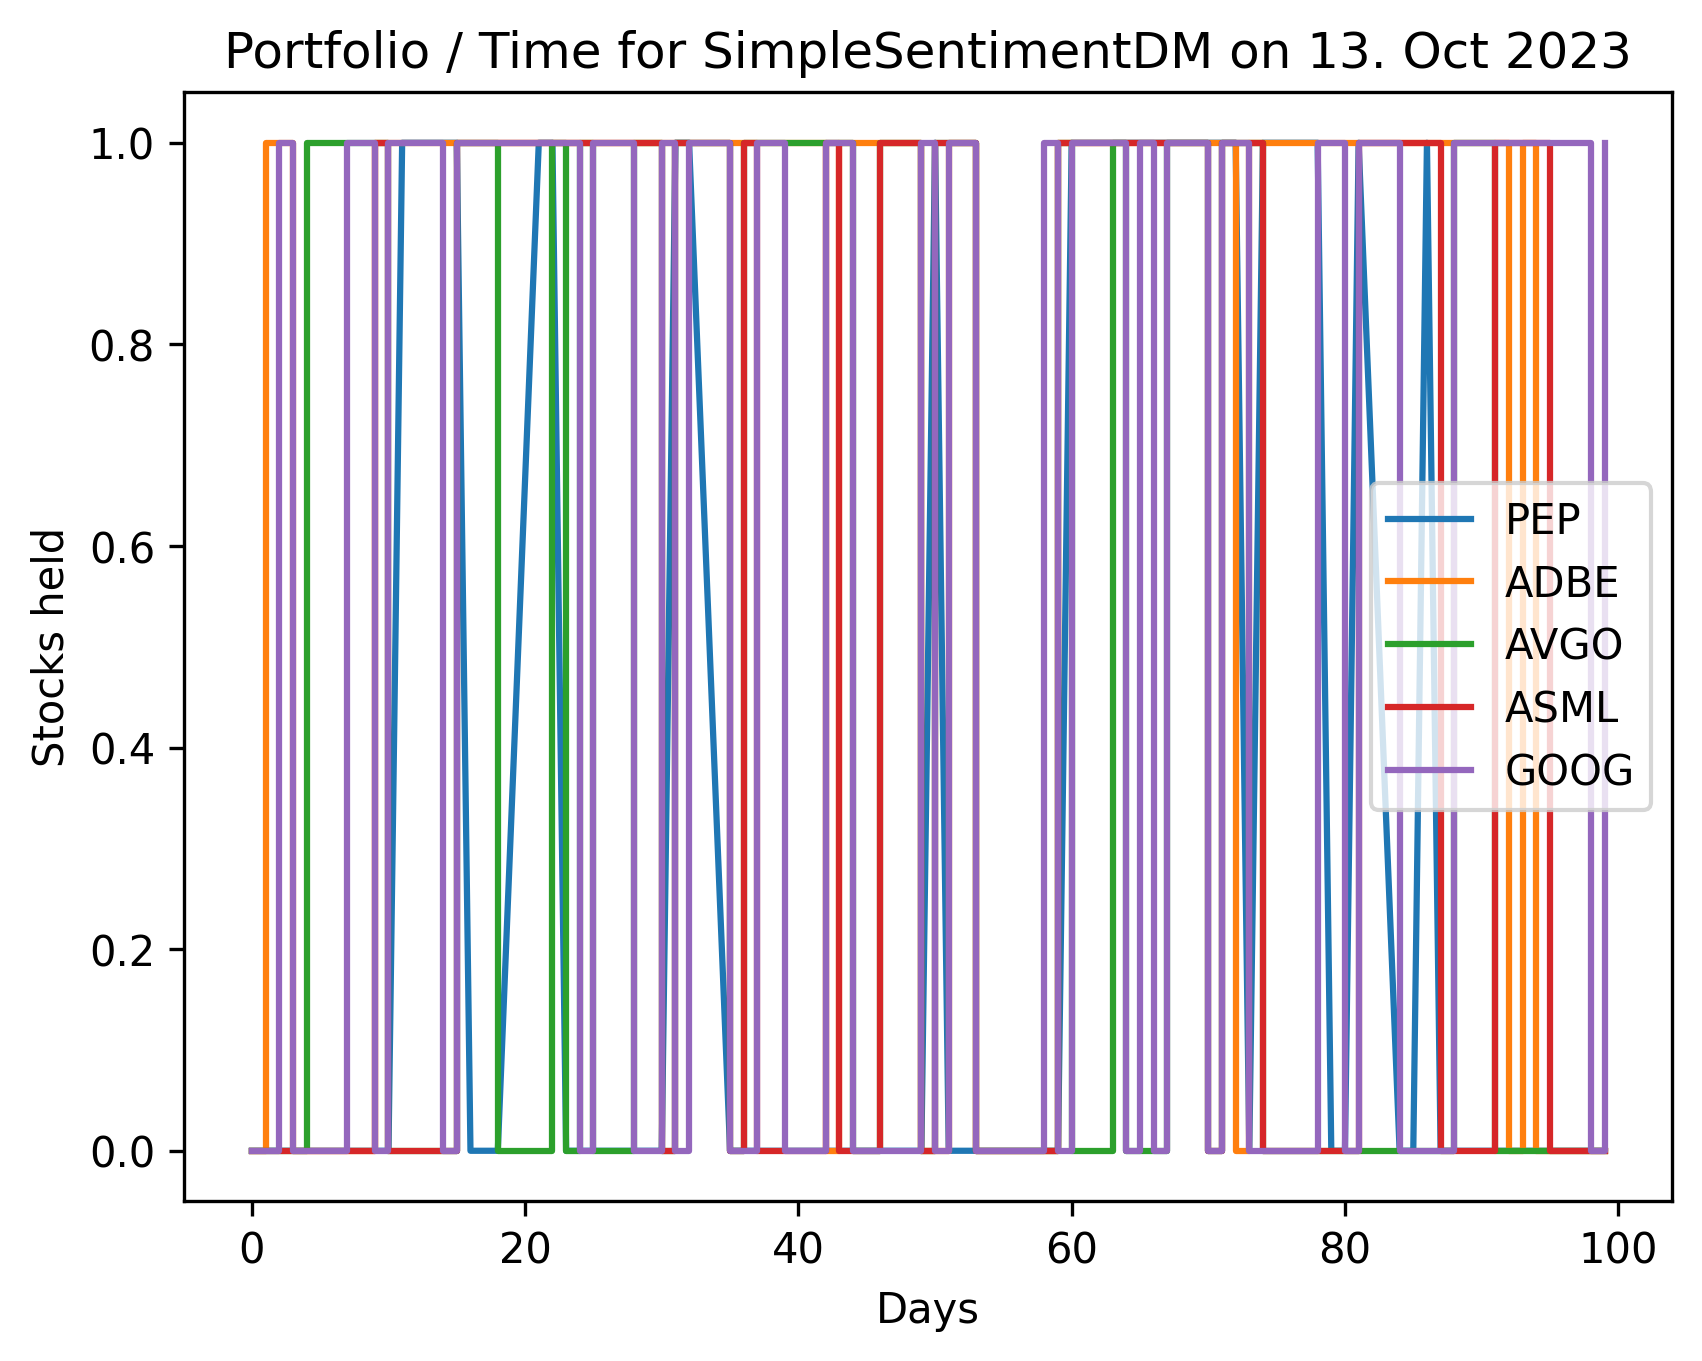 Portfolio / Time for SimpleSentimentDM on 13. Oct 2023
1.0
0.8
0.6
0.4
0.2
0.0
Stocks held
PEP
ADBE
AVGO
ASML
GOOG
0 20 40 60 80 100
Days